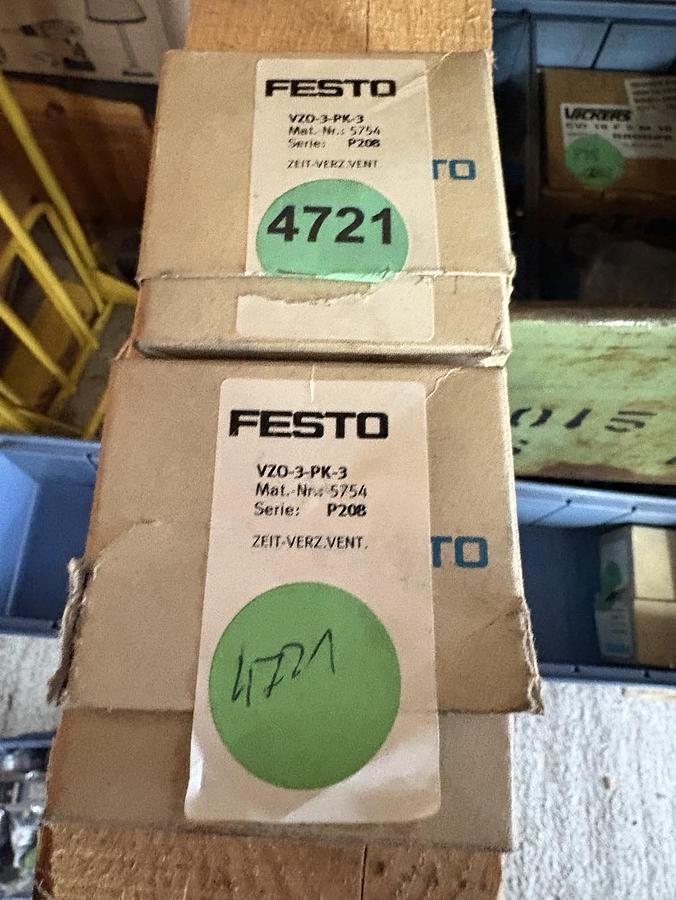 FESTO
VZO-3-PK-3
Mat.-Nr.: 5754
Serie: P208
ZEIT-VERZ.VENT.
TO
4721
VICKERS
FESTO
VZO-3-PK-3
Mat.-Nr.: 5754
Serie: P208
ZEIT-VERZ.VENT.
TO
4721